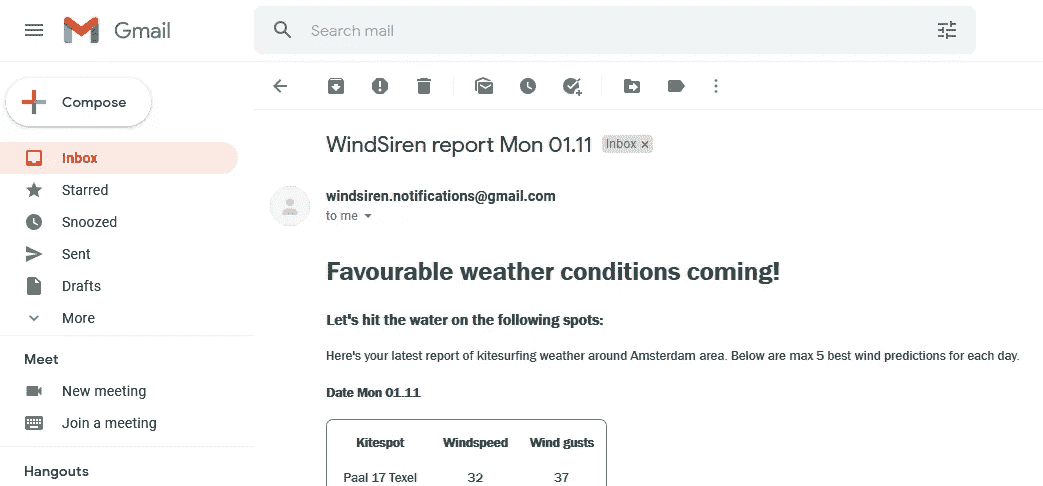 Gmail
Search mail
Compose
Inbox
Starred
Snoozed
Sent
Drafts
More
Meet
New meeting
Join a meeting
Hangouts
WindSiren report Mon 01.11 Inbox x
windsiren.notifications@gmail.com
to me
Favourable weather conditions coming!
Let's hit the water on the following spots:
Here's your latest report of kitesurfing weather around Amsterdam area. Below are max 5 best wind predictions for each day.
Date Mon 01.11
Kitespot Windspeed Wind gusts
Paal 17 Texel 32 37